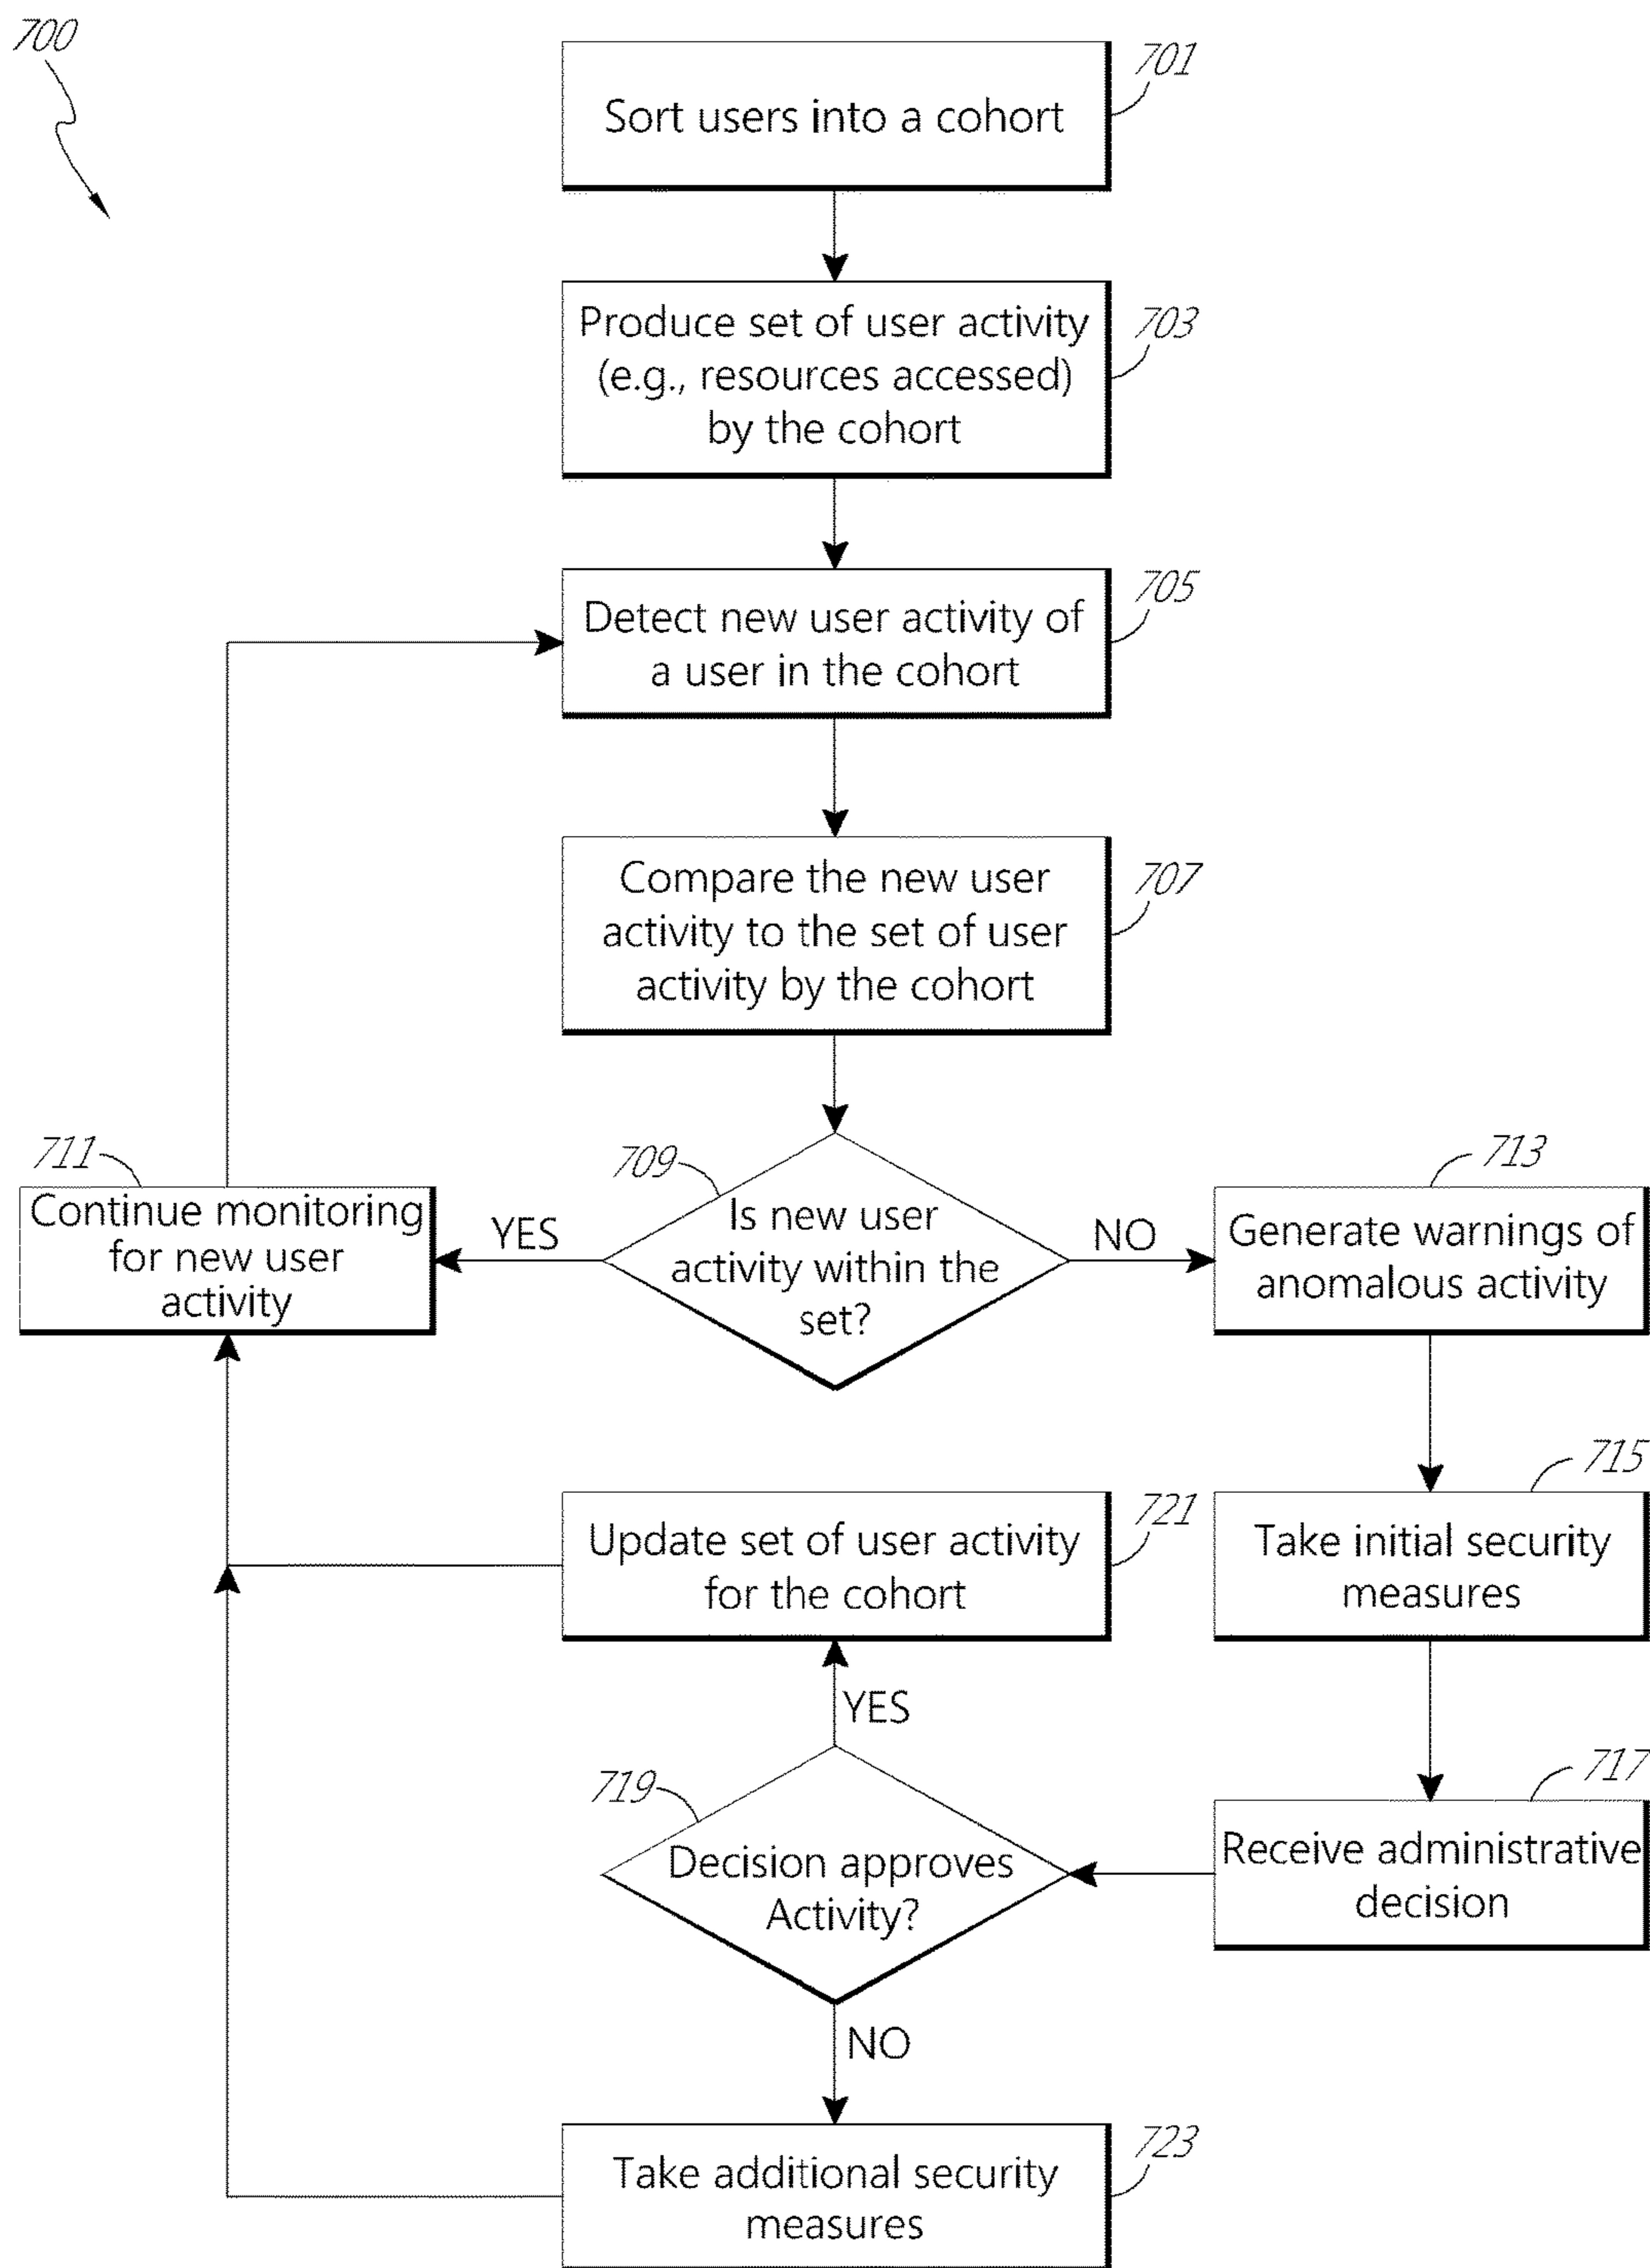 700
701
Sort users into a cohort
703
Produce set of user activity
(e.g., resources accessed)
by the cohort
705
Detect new user activity of
a user in the cohort
707
Compare the new user
activity to the set of user
activity by the cohort
711
Continue monitoring
for new user
activity
YES
709
Is new user
activity within the
set?
NO
713
Generate warnings of
anomalous activity
715
Take initial security
measures
721
Update set of user activity
for the cohort
YES
717
Receive administrative
decision
719
Decision approves
Activity?
NO
723
Take additional security
measures